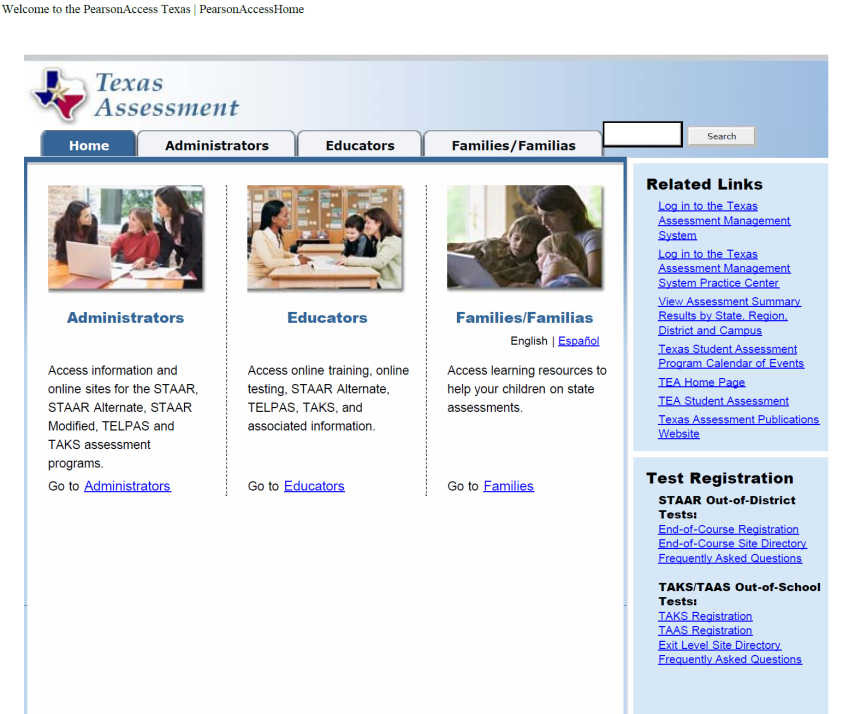 Welcome to the PearsonAccess Texas | PearsonAccessHome
Texas
Assessment
Home
Administrators
Educators
Families/Familias
Search
Administrators
Access information and
online sites for the STAAR,
STAAR Alternate, STAAR
Modified, TELPAS and
TAKS assessment
programs.
Go to Administrators
Educators
Access online training, online
testing, STAAR Alternate,
TELPAS, TAKS, and
associated information.
Go to Educators
Families/Familias
English | Español
Access learning resources to
help your children on state
assessments.
Go to Families
Related Links
Log in to the Texas
Assessment Management
System
Log in to the Texas
Assessment Management
System Practice Center
View Assessment Summary
Results by State, Region,
District and Campus
Texas Student Assessment
Program Calendar of Events
TEA Home Page
TEA Student Assessment
Texas Assessment Publications
Website
Test Registration
STAAR Out-of-District
Tests:
End-of-Course Registration
End-of-Course Site Directory
Frequently Asked Questions
TAKS/TAAS Out-of-School
Tests:
TAKS Registration
TAAS Registration
Exit Level Site Directory
Frequently Asked Questions